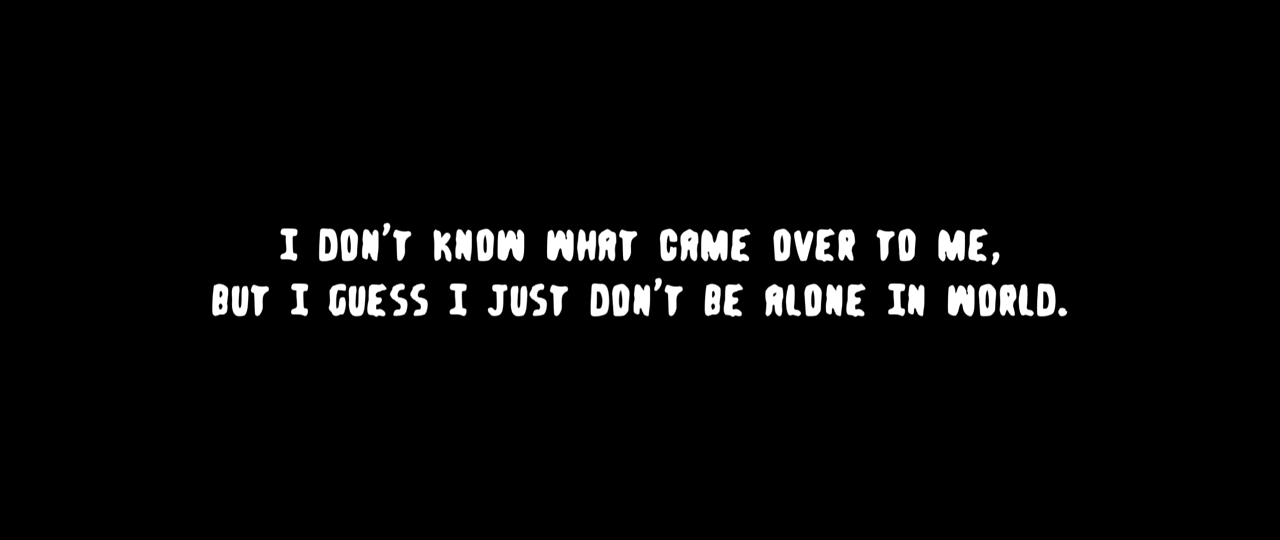 I DON'T KNOW WHAT CAME OVER TO ME,
BUT I GUESS I JUST DON'T BE ALONE IN WORLD.